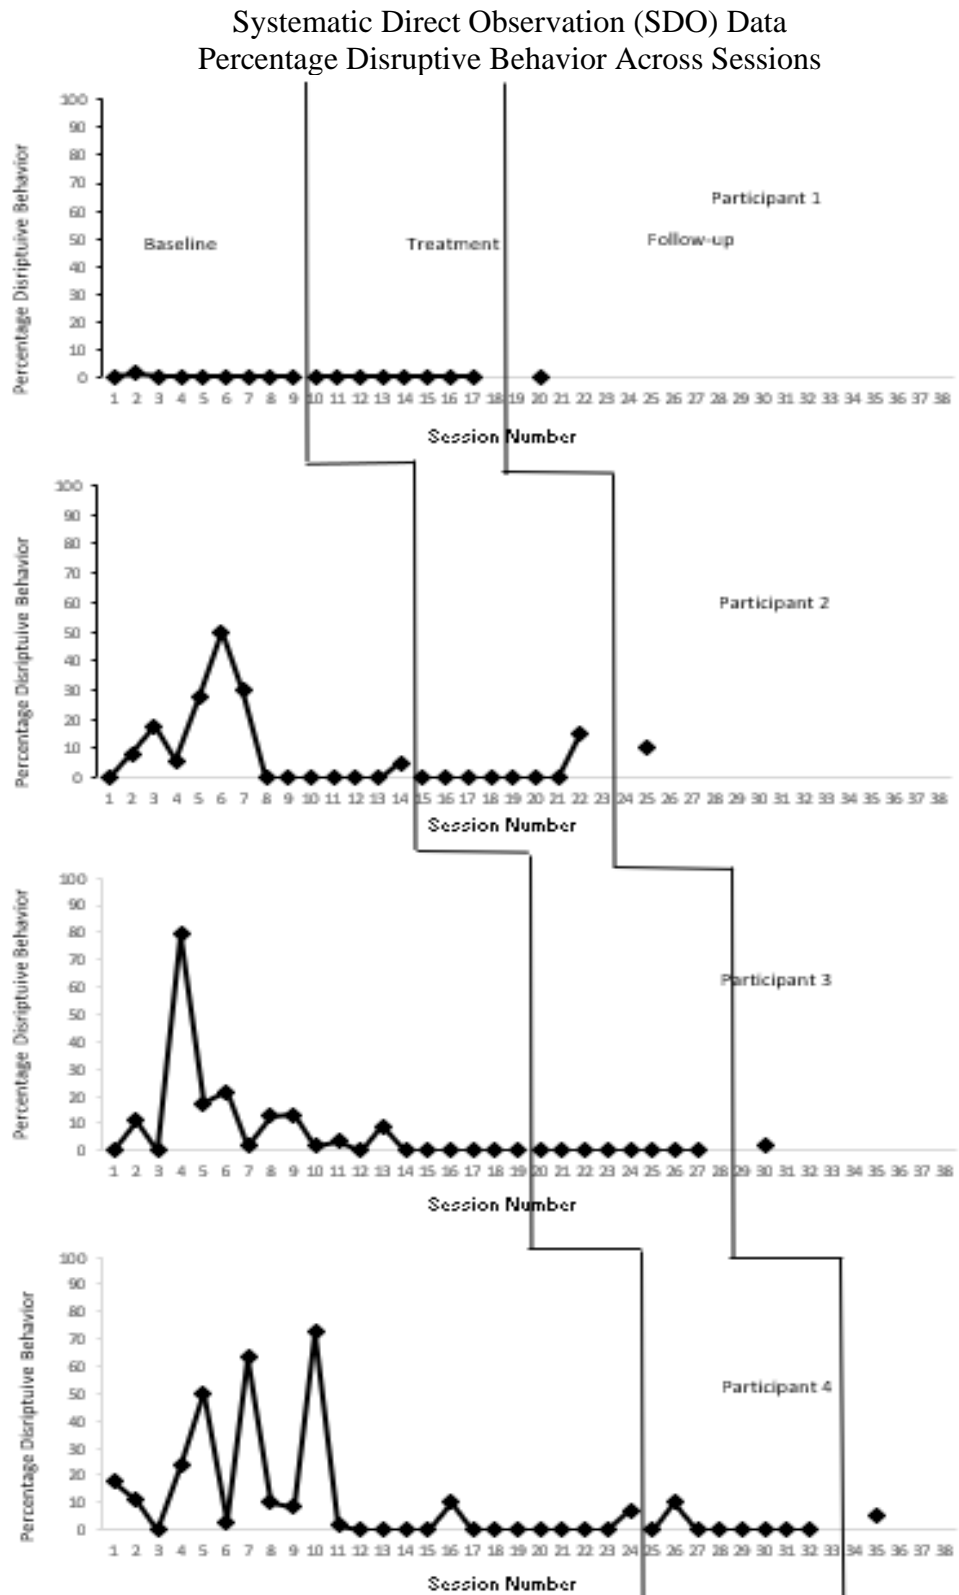 Systematic Direct Observation (SDO) Data
Percentage Disruptive Behavior Across Sessions
Percentage Disriptuive Behavior
100
90
80
70
60
50
40
30
20
10
0
Baseline
Treatment
Participant 1
Follow-up
1 2 3 4 5 6 7 8 9 10 11 12 13 14 15 16 17 18 20 21 22 23 24 25 26 27 28 29 30 31 32 33 34 35 36 37 38
Session Number
Percentage Disriptuive Behavior
100
90
80
70
60
50
40
30
20
10
0
Participant 2
1 2 3 4 5 6 7 8 9 10 11 12 13 14 15 16 17 18 19 20 21 22 23 24 25 26 27 28 29 30 31 32 33 34 35 36 37 38
Session Number
Percentage Disriptuive Behavior
100
90
80
70
60
50
40
30
20
10
0
Participant 3
1 2 3 4 5 6 7 8 9 10 11 12 13 14 15 16 17 18 19 20 21 22 23 24 25 26 27 28 29 30 31 32 33 34 35 36 37 38
Session Number
Percentage Disriptuive Behavior
100
90
80
70
60
50
40
30
20
10
0
Participant 4
1 2 3 4 5 6 7 8 9 10 11 12 13 14 15 16 17 18 19 20 21 22 23 24 25 26 27 28 29 30 31 32 33 34 35 36 37 38
Session Number